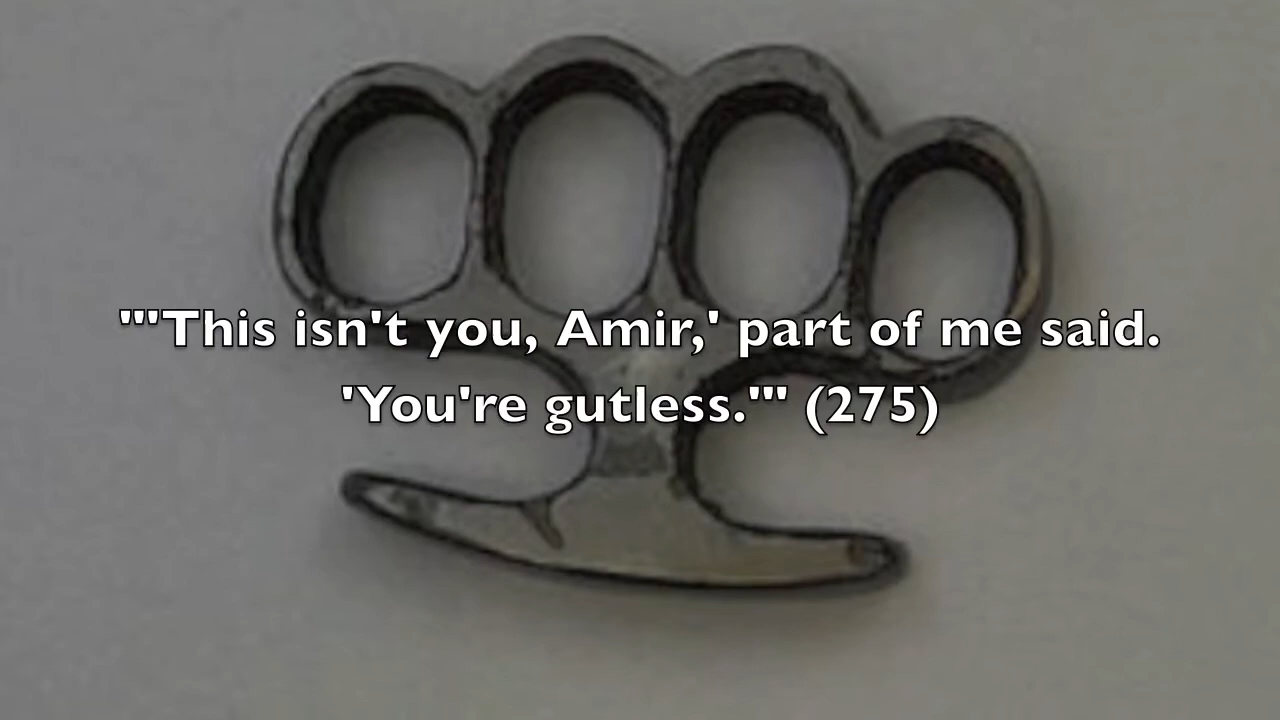 "'This isn't you, Amir,' part of me said.
'You're gutless.'" (275)